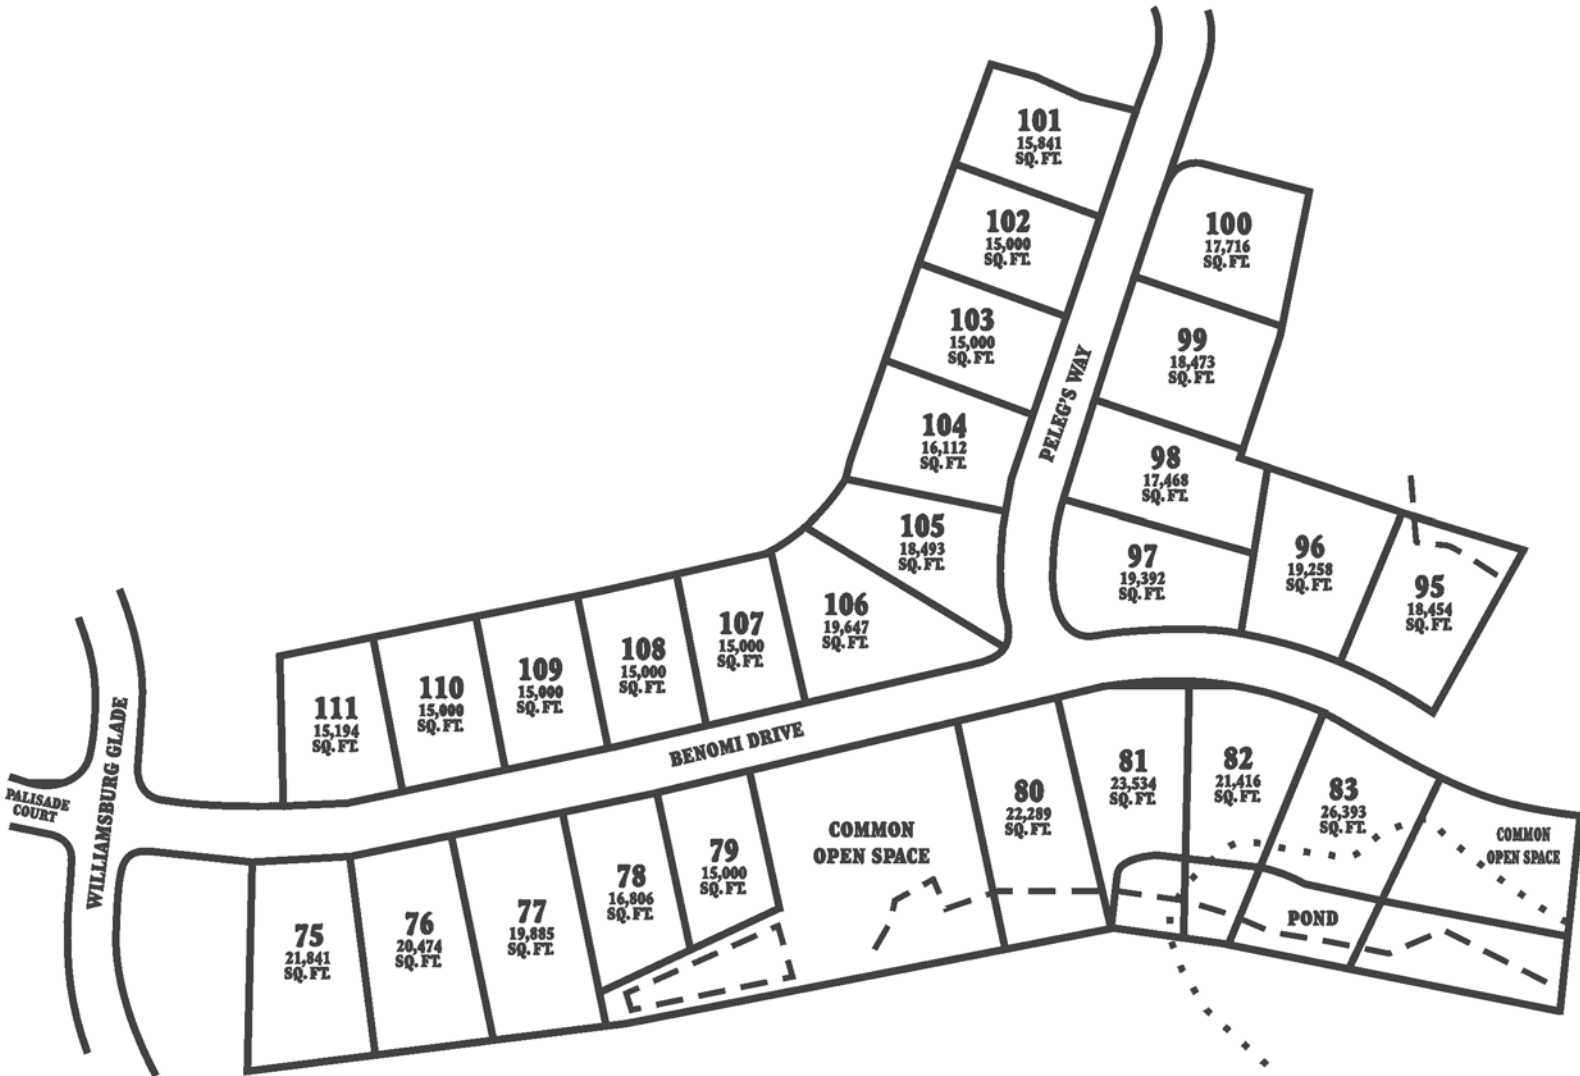 101
15,841
SQ. FT.
102
15,000
SQ. FT.
103
15,000
SQ. FT.
104
16,112
SQ. FT.
105
18,493
SQ. FT.
100
17,716
SQ. FT.
99
18,473
SQ. FT.
98
17,468
SQ. FT.
97
19,392
SQ. FT.
96
19,258
SQ. FT.
95
18,454
SQ. FT.
PELEG'S WAY
106
19,647
SQ. FT.
107
15,000
SQ. FT.
108
15,000
SQ. FT.
109
15,000
SQ. FT.
110
15,000
SQ. FT.
111
15,194
SQ. FT.
BENOMI DRIVE
WILLIAMSBURG GLADE
PALISADE
COURT
75
21,841
SQ. FT.
76
20,474
SQ. FT.
77
19,885
SQ. FT.
78
16,806
SQ. FT.
79
15,000
SQ. FT.
COMMON
OPEN SPACE
80
22,289
SQ. FT.
81
23,534
SQ. FT.
82
21,416
SQ. FT.
83
26,393
SQ. FT.
COMMON
OPEN SPACE
POND